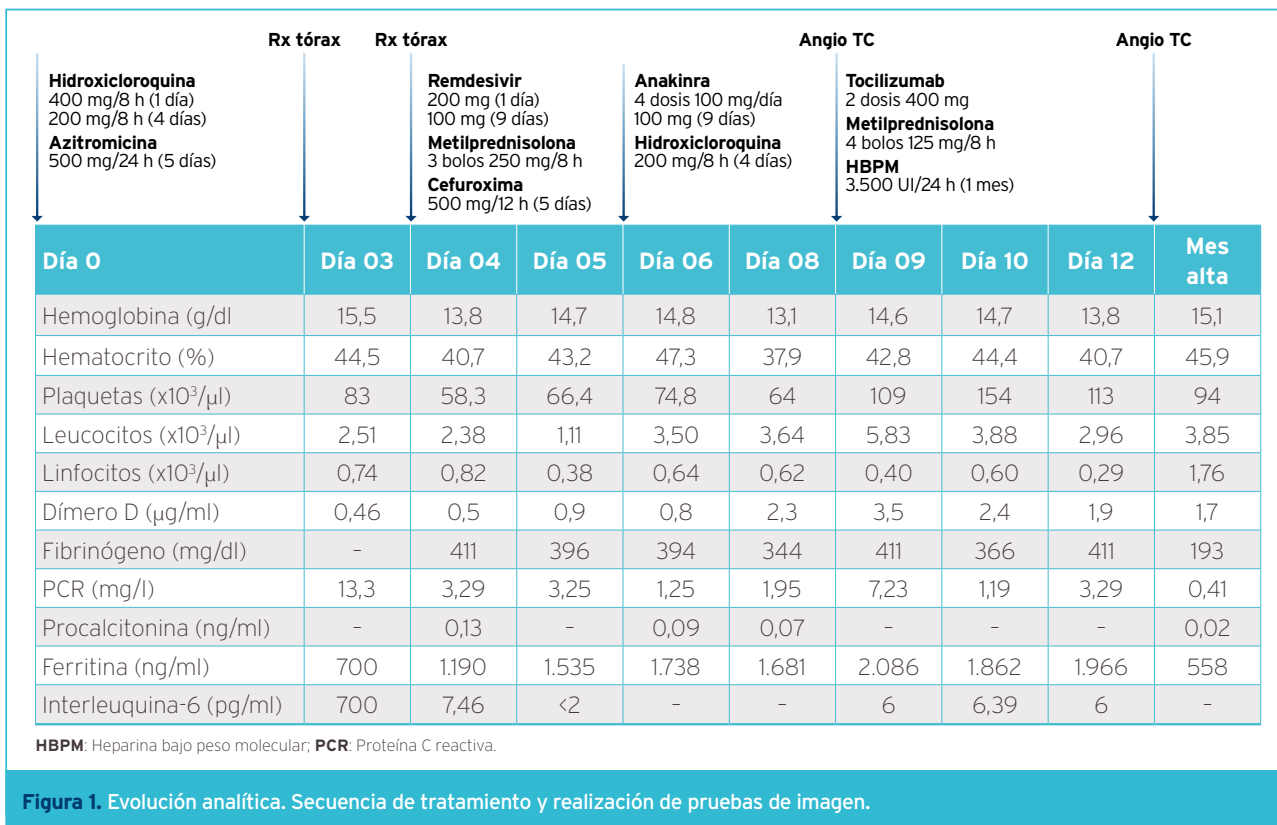 Rx tórax Rx tórax Angio TC Angio TC
Hidroxicloroquina
400 mg/8 h (1 día)
200 mg/8 h (4 días)
Azitromicina
500 mg/24 h (5 días)
Remdesivir
200 mg (1 día)
100 mg (9 días)
Metilprednisolona
3 bolos 250 mg/8 h
Cefuroxima
500 mg/12 h (5 días)
Anakinra
4 dosis 100 mg/día
100 mg (9 días)
Hidroxicloroquina
200 mg/8 h (4 días)
Tocilizumab
2 dosis 400 mg
Metilprednisolona
4 bolos 125 mg/8 h
HBPM
3.500 UI/24 h (1 mes)
Día 0 Día 03 Día 04 Día 05 Día 06 Día 08 Día 09 Día 10 Día 12 Mes alta
Hemoglobina (g/dl 15,5 13,8 14,7 14,8 13,1 14,6 14,7 13,8 15,1
Hematocrito (%) 44,5 40,7 43,2 47,3 37,9 42,8 44,4 40,7 45,9
Plaquetas (x10³/µl) 83 58,3 66,4 74,8 64 109 154 113 94
Leucocitos (x10³/µl) 2,51 2,38 1,11 3,50 3,64 5,83 3,88 2,96 3,85
Linfocitos (x10³/µl) 0,74 0,82 0,38 0,64 0,62 0,40 0,60 0,29 1,76
Dímero D (µg/ml) 0,46 0,5 0,9 0,8 2,3 3,5 2,4 1,9 1,7
Fibrinógeno (mg/dl) – 411 396 394 344 411 366 411 193
PCR (mg/l) 13,3 3,29 3,25 1,25 1,95 7,23 1,19 3,29 0,41
Procalcitonina (ng/ml) – 0,13 – 0,09 0,07 – – – 0,02
Ferritina (ng/ml) 700 1.190 1.535 1.738 1.681 2.086 1.862 1.966 558
Interleuquina-6 (pg/ml) 700 7,46 <2 – – 6 6,39 6 –
HBPM: Heparina bajo peso molecular; PCR: Proteína C reactiva.
Figura 1. Evolución analítica. Secuencia de tratamiento y realización de pruebas de imagen.